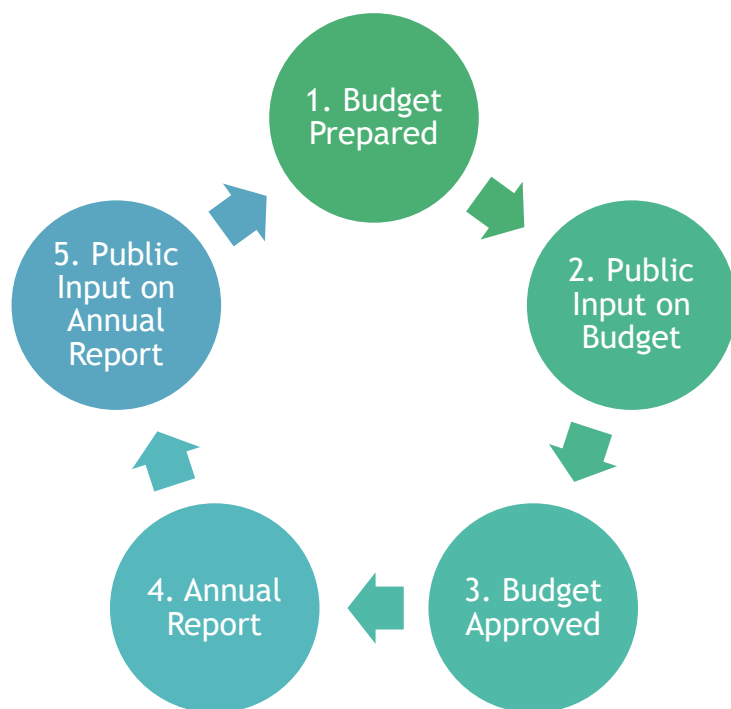 1. Budget
Prepared
2. Public
Input on
Budget
3. Budget
Approved
4. Annual
Report
5. Public
Input on
Annual
Report